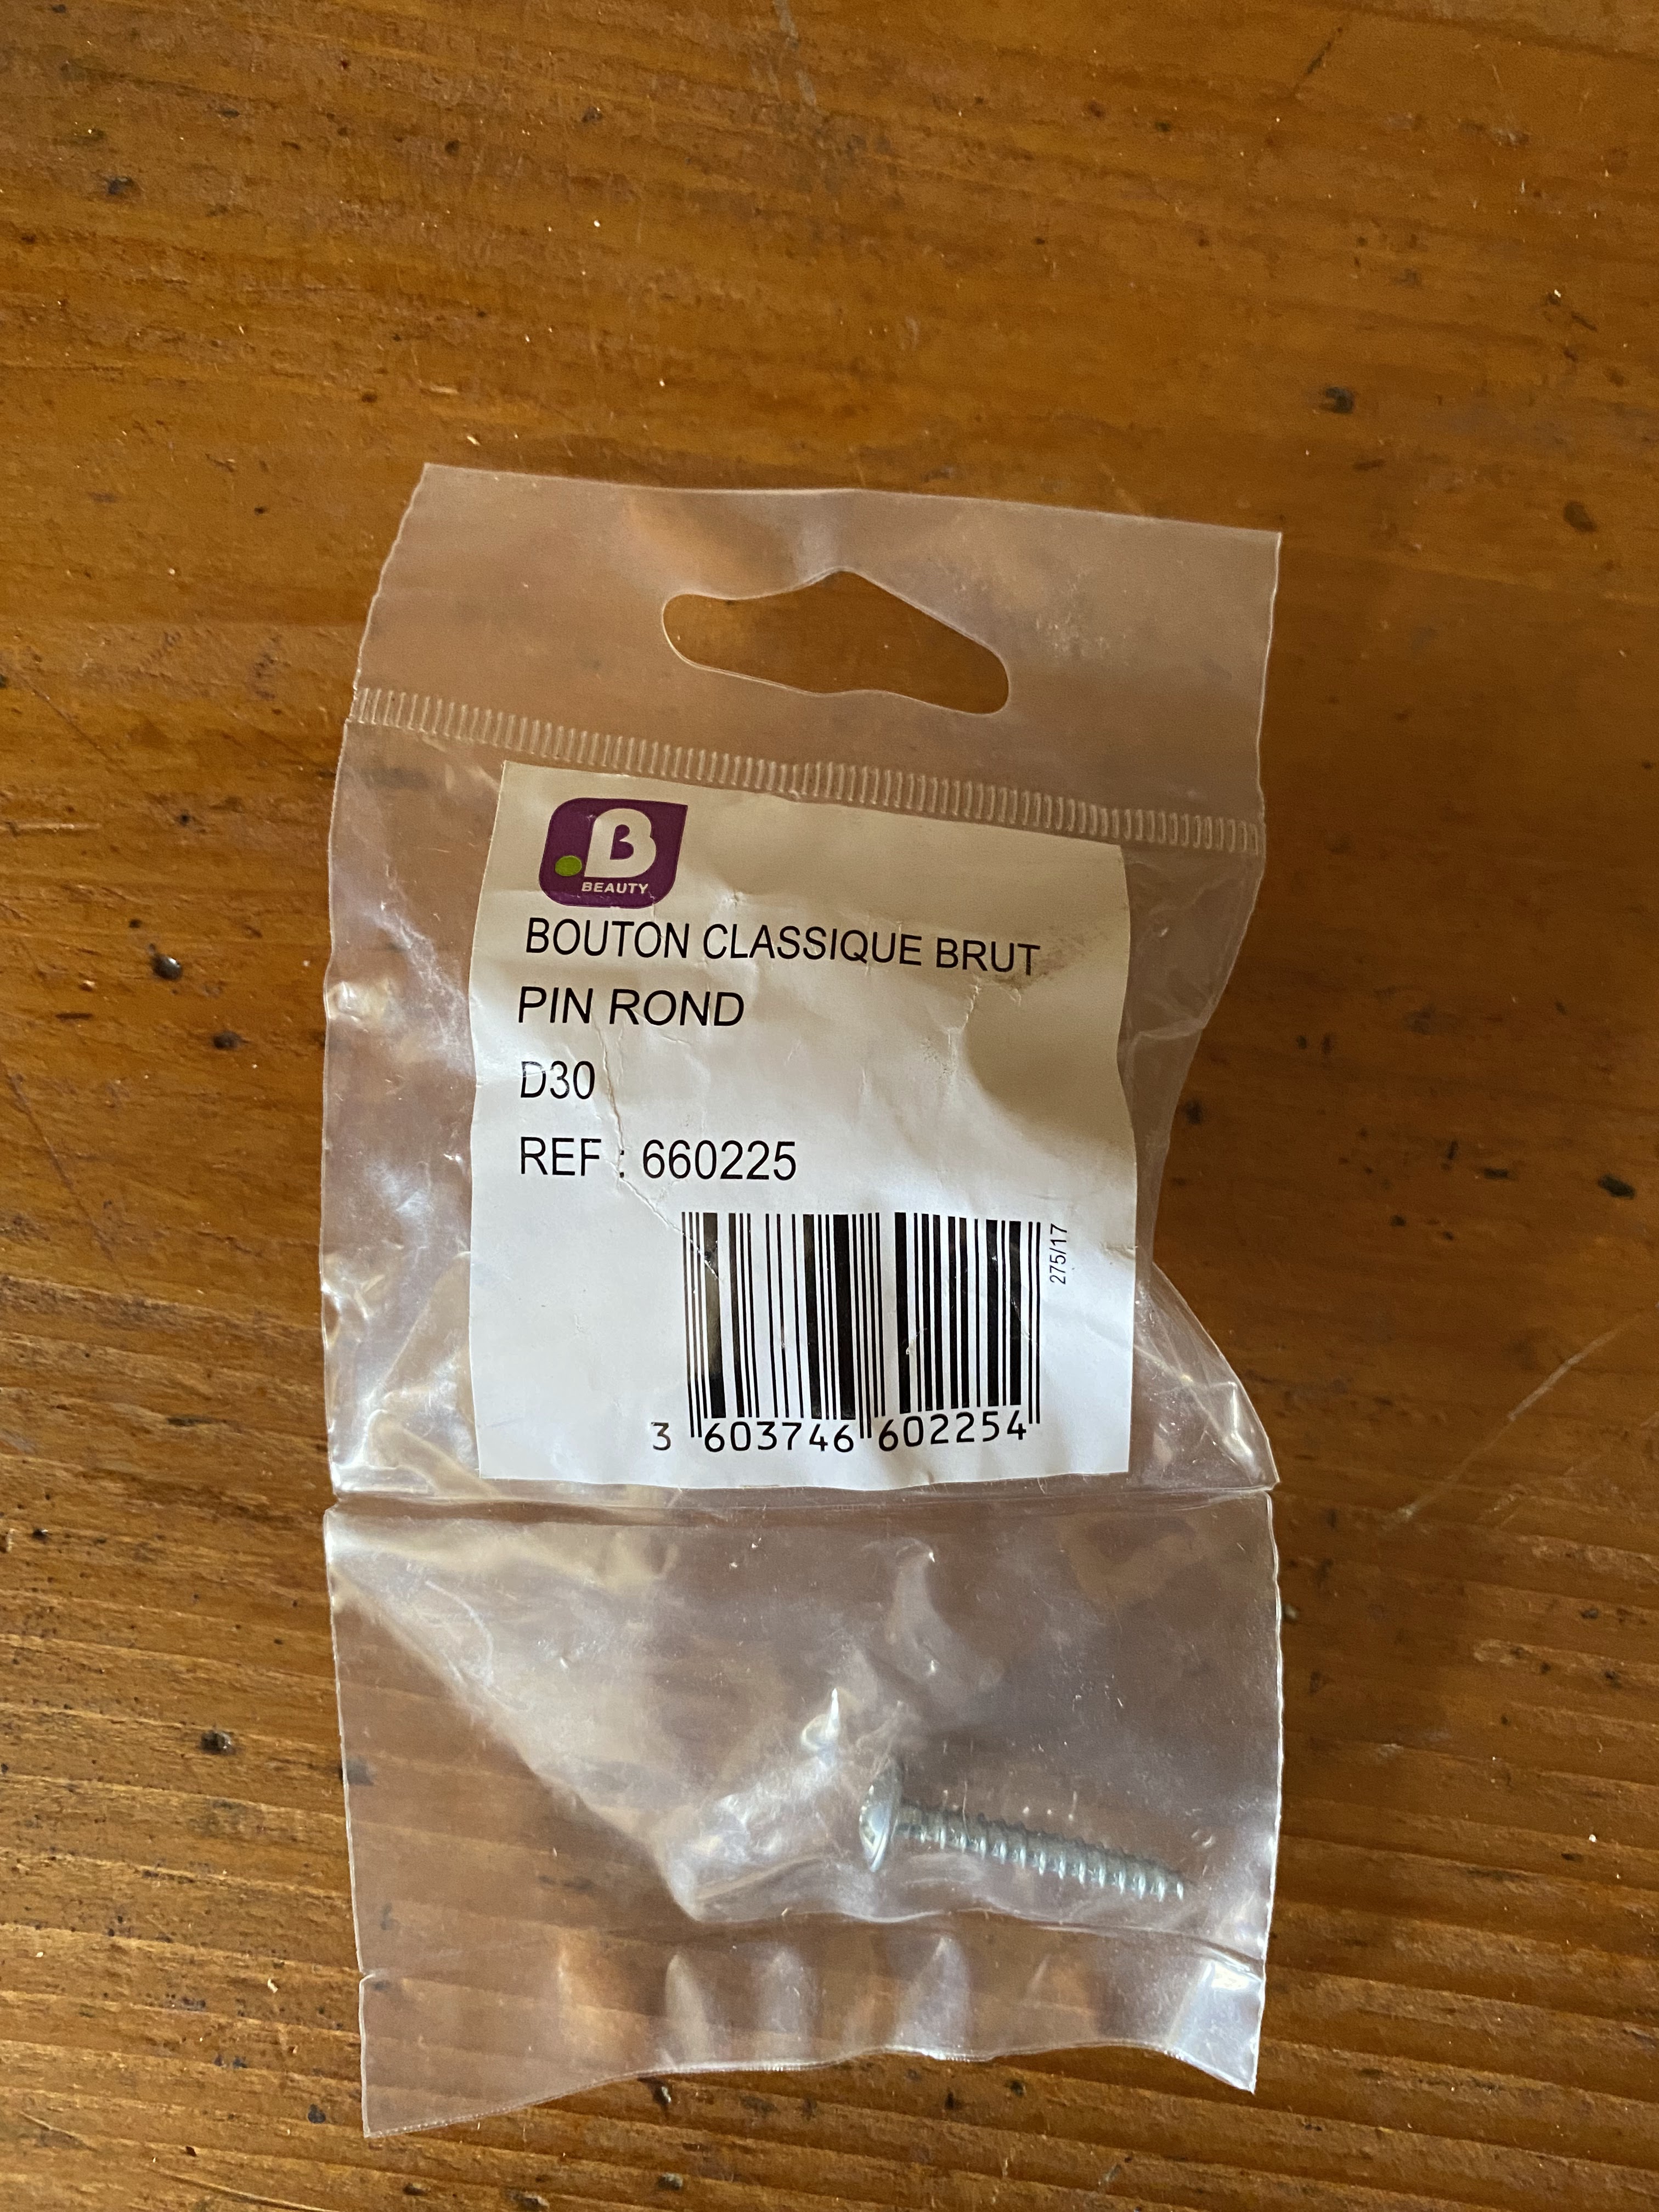 B
BEAUTY
BOUTON CLASSIQUE BRUT
PIN ROND
D30
REF : 660225
275/17
3 603746 602254